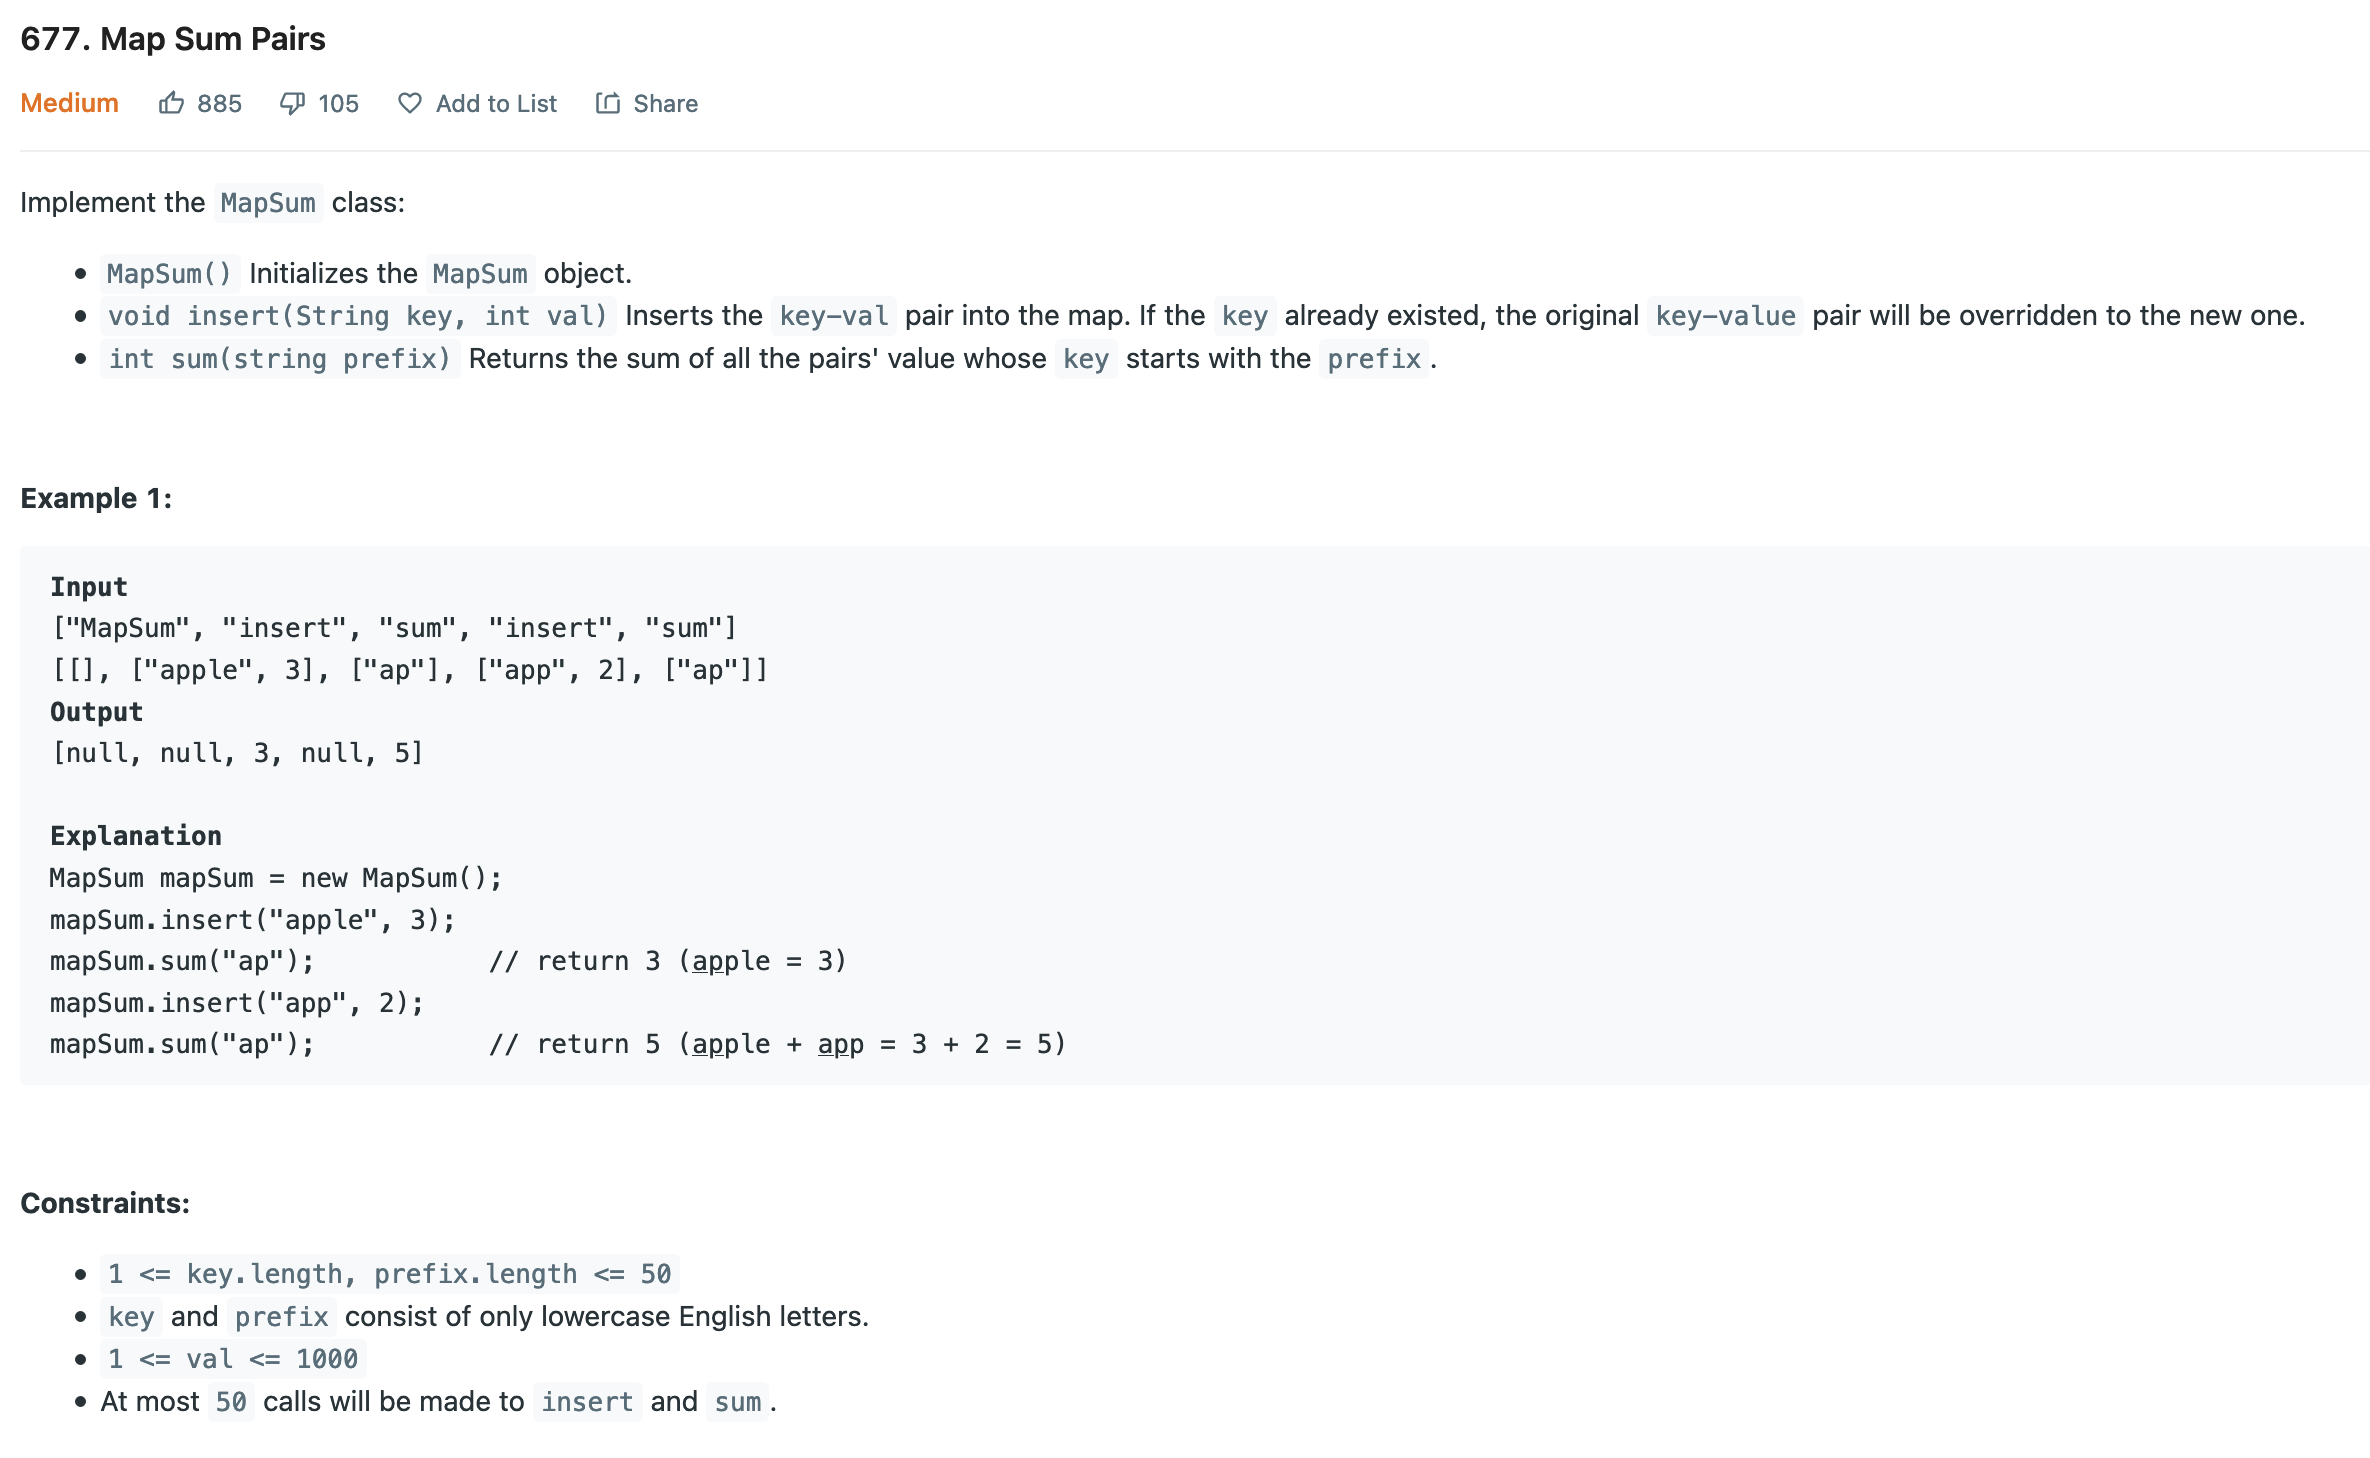 677. Map Sum Pairs
Medium 885 105 Add to List Share
Implement the MapSum class:
• MapSum() Initializes the MapSum object.
• void insert(String key, int val) Inserts the key-val pair into the map. If the key already existed, the original key-value pair will be overridden to the new one.
• int sum(string prefix) Returns the sum of all the pairs' value whose key starts with the prefix.
Example 1:
Input
["MapSum", "insert", "sum", "insert", "sum"]
[[], ["apple", 3], ["ap"], ["app", 2], ["ap"]]
Output
[null, null, 3, null, 5]
Explanation
MapSum mapSum = new MapSum();
mapSum.insert("apple", 3);
mapSum.sum("ap");           // return 3 (apple = 3)
mapSum.insert("app", 2);
mapSum.sum("ap");           // return 5 (apple + app = 3 + 2 = 5)
Constraints:
• 1 <= key.length, prefix.length <= 50
• key and prefix consist of only lowercase English letters.
• 1 <= val <= 1000
• At most 50 calls will be made to insert and sum.